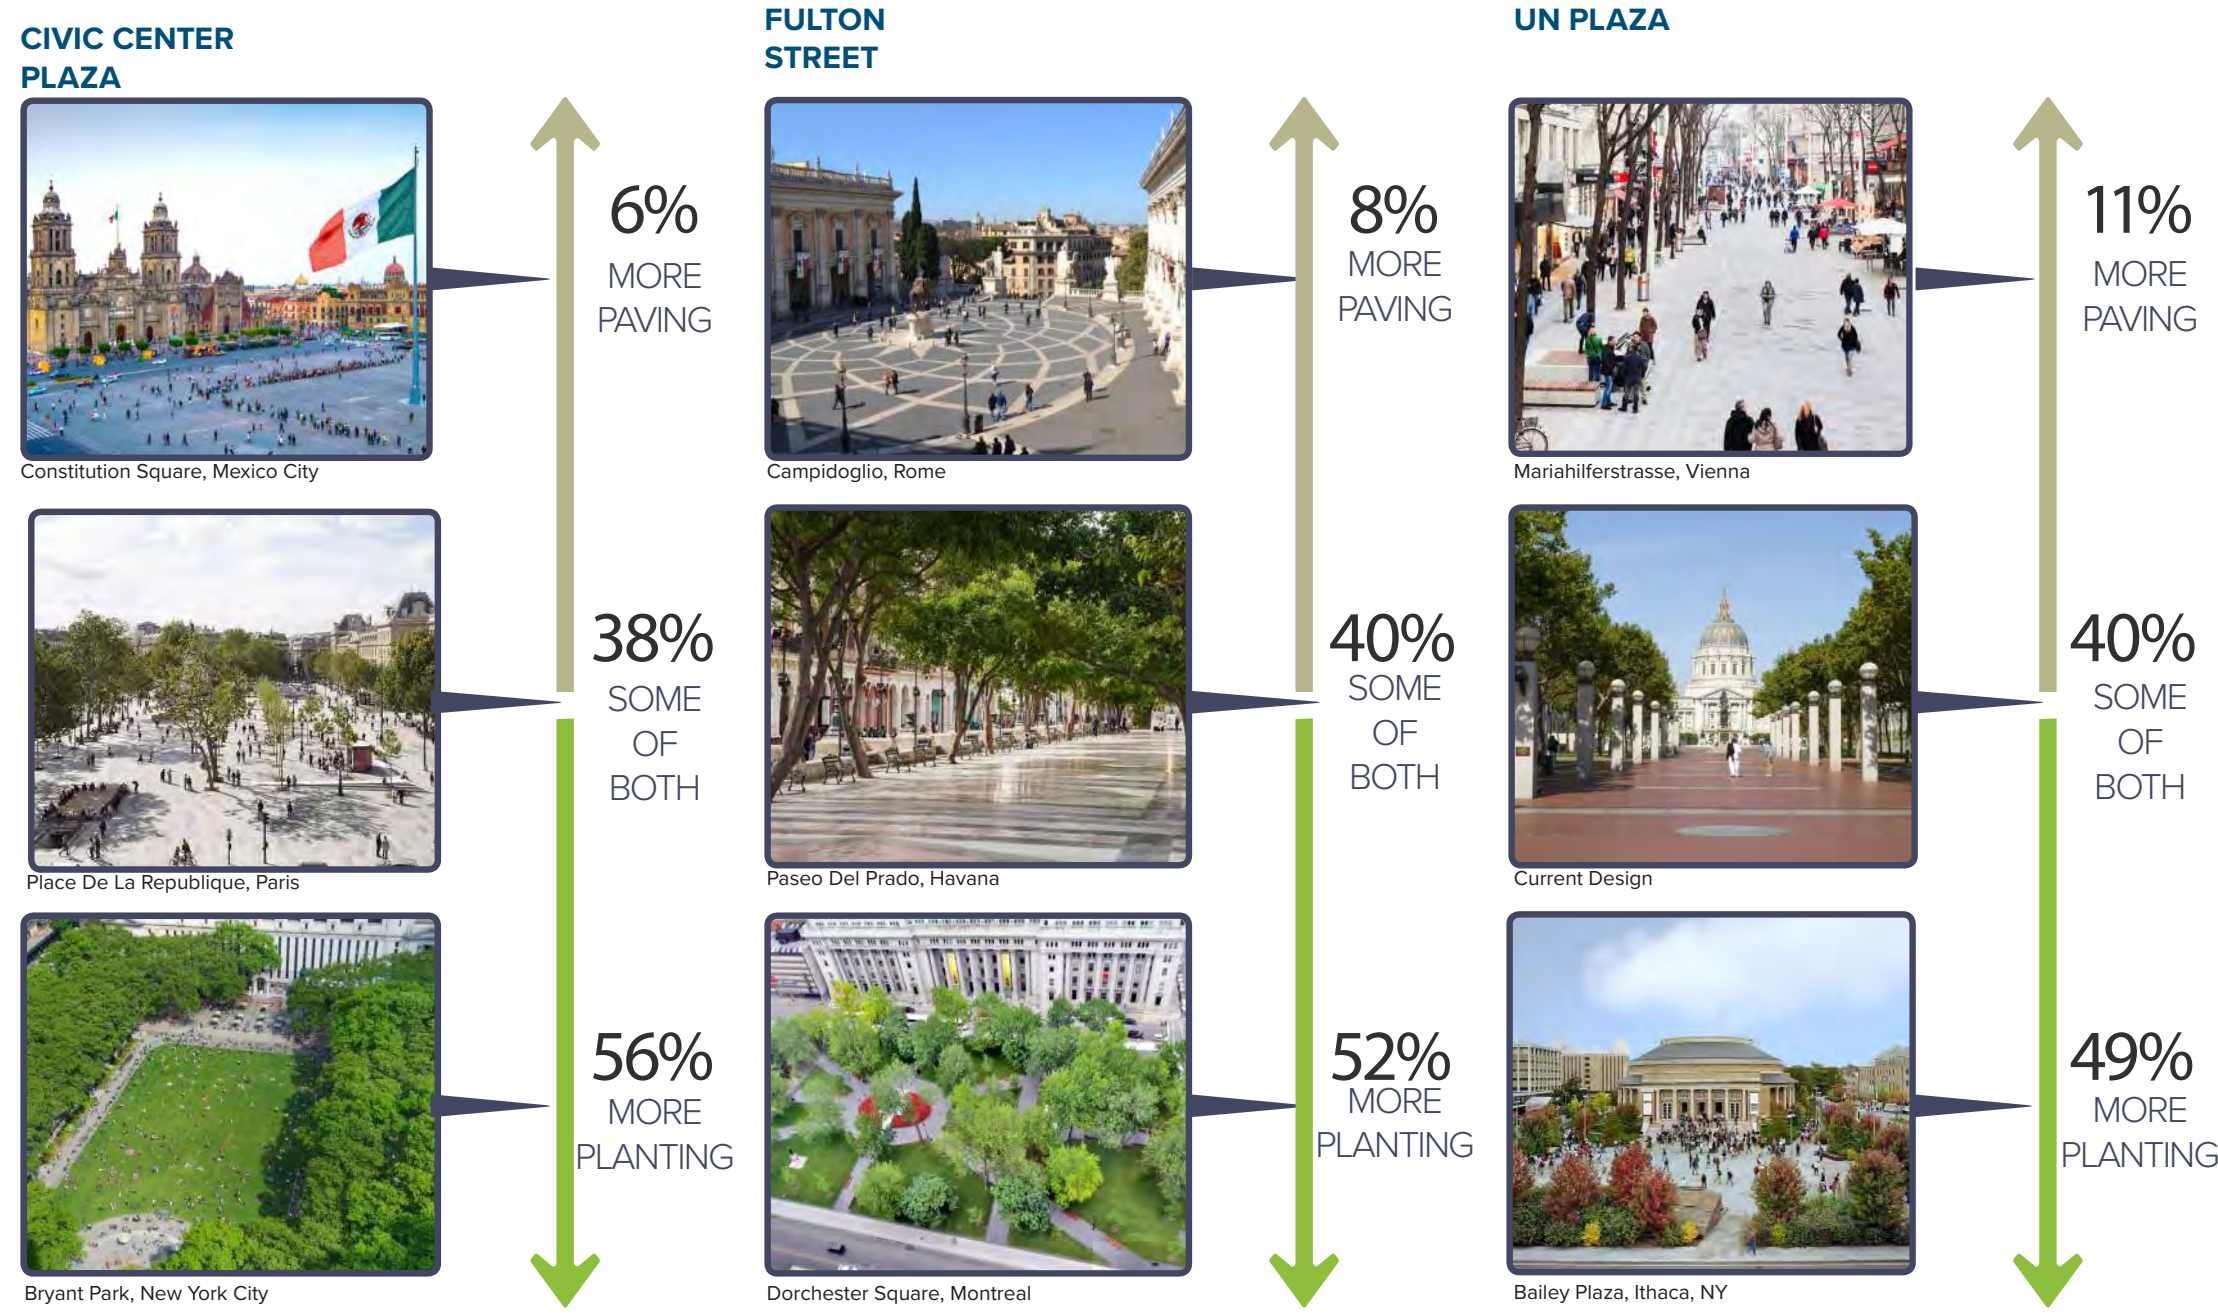 CIVIC CENTER
PLAZA
6%
MORE
PAVING
Constitution Square, Mexico City
38%
SOME
OF
BOTH
Place De La Republique, Paris
56%
MORE
PLANTING
Bryant Park, New York City
FULTON
STREET
8%
MORE
PAVING
Campidoglio, Rome
40%
SOME
OF
BOTH
Paseo Del Prado, Havana
52%
MORE
PLANTING
Dorchester Square, Montreal
UN PLAZA
11%
MORE
PAVING
Mariahilferstrasse, Vienna
40%
SOME
OF
BOTH
Current Design
49%
MORE
PLANTING
Bailey Plaza, Ithaca, NY